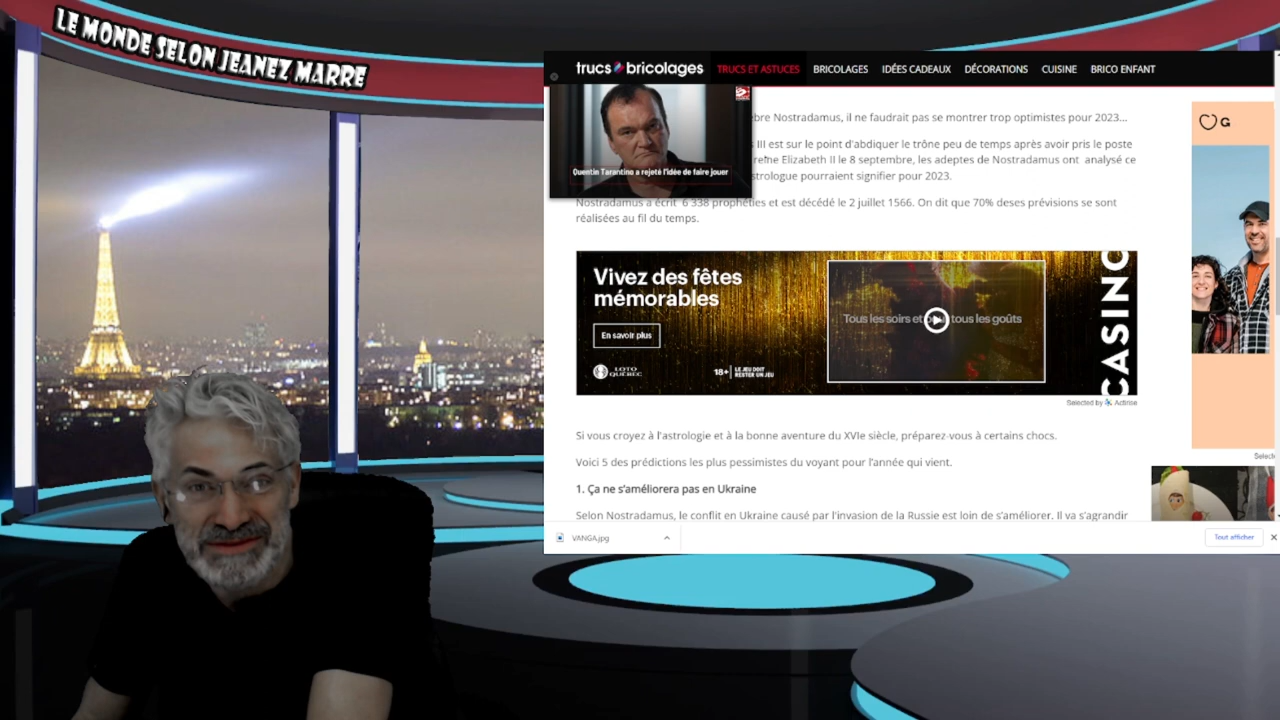 LE MONDE SELON JEANEZ MARRE
trucs bricolages
TRUCS ET ASTUCES
BRICOLAGES
IDÉES CADEAUX
DÉCORATIONS
CUISINE
BRICO ENFANT
bre Nostradamus, il ne faudrait pas se montrer trop optimistes pour 2023...
III est sur le point d'abdiquer le trône peu de temps après avoir pris le poste
reine Elizabeth II le 8 septembre, les adeptes de Nostradamus ont analysé ce
strologue pourraient signifier pour 2023.
Quentin Tarantino a rejeté l'idée de faire jouer
Nostradamus a écrit 6 338 prophéties et est décédé le 2 juillet 1566. On dit que 70% deses prévisions se sont
réalisées au fil du temps.
Vivez des fêtes
mémorables
En savoir plus
LOTO
QUÉBEC
18+ LE JEU DOIT
RESTER UN JEU
Tous les soirs et pour tous les goûts
CASINO
G
Selected by Actirise
Select
Si vous croyez à l'astrologie et à la bonne aventure du XVIe siècle, préparez-vous à certains chocs.
Voici 5 des prédictions les plus pessimistes du voyant pour l'année qui vient.
1. Ça ne s'améliorera pas en Ukraine
Selon Nostradamus, le conflit en Ukraine causé par l'invasion de la Russie est loin de s'améliorer. Il va s'agrandir
VANGA.jpg
Tout afficher